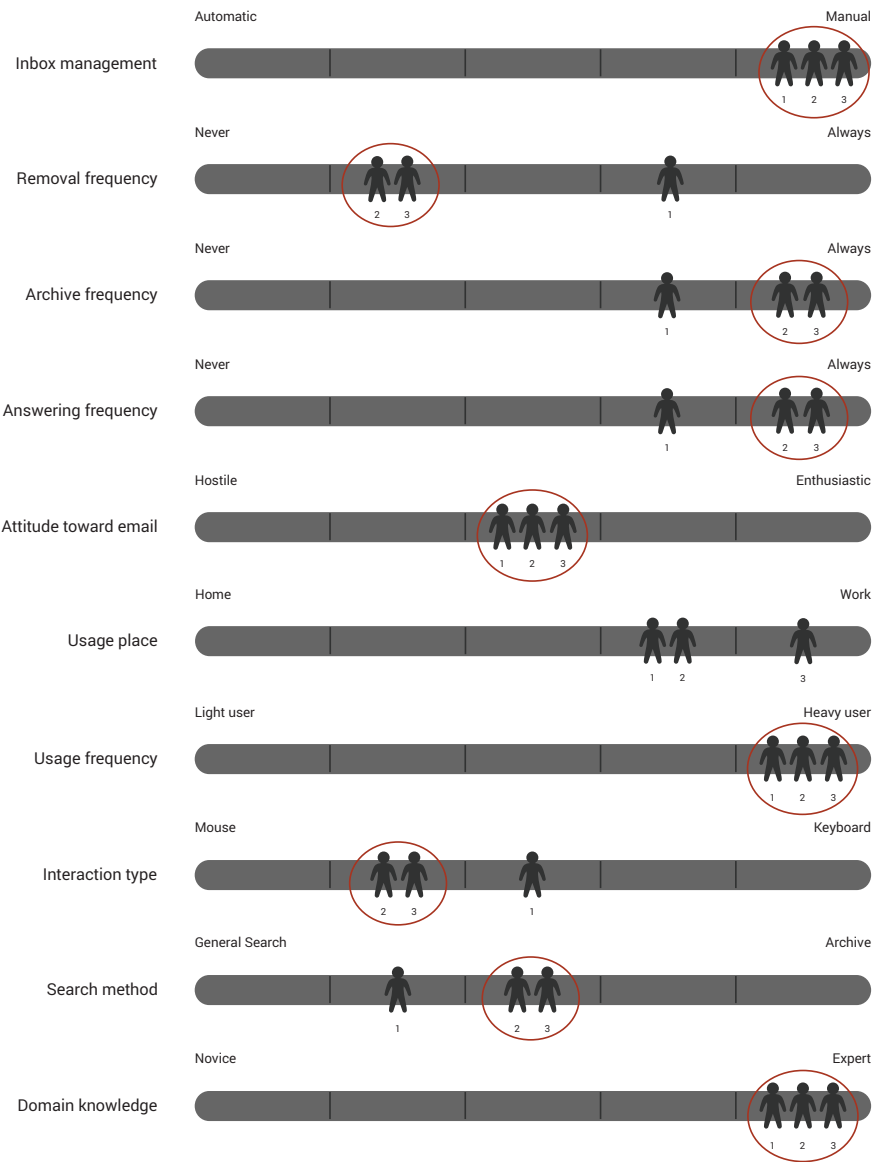 Automatic Manual
Inbox management
1 2 3
Never Always
Removal frequency
2 3 1
Never Always
Archive frequency
1 2 3
Never Always
Answering frequency
1 2 3
Hostile Enthusiastic
Attitude toward email
1 2 3
Home Work
Usage place
1 2 3
Light user Heavy user
Usage frequency
1 2 3
Mouse Keyboard
Interaction type
2 3 1
General Search Archive
Search method
1 2 3
Novice Expert
Domain knowledge
1 2 3